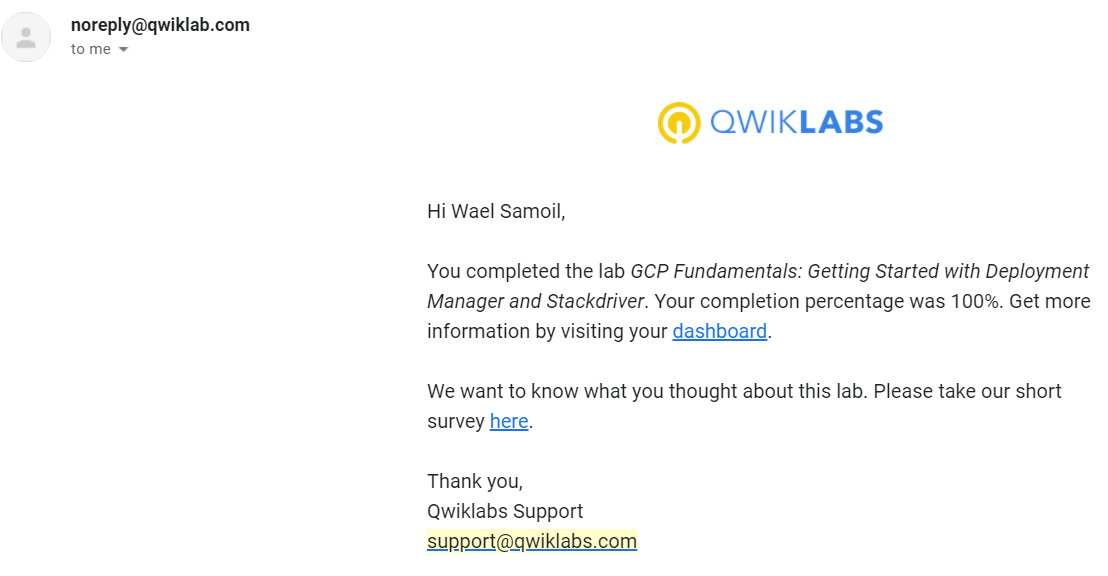 noreply@qwiklab.com
to me
QWIKLABS
Hi Wael Samoil,
You completed the lab GCP Fundamentals: Getting Started with Deployment
Manager and Stackdriver. Your completion percentage was 100%. Get more
information by visiting your dashboard.
We want to know what you thought about this lab. Please take our short
survey here.
Thank you,
Qwiklabs Support
support@qwiklabs.com